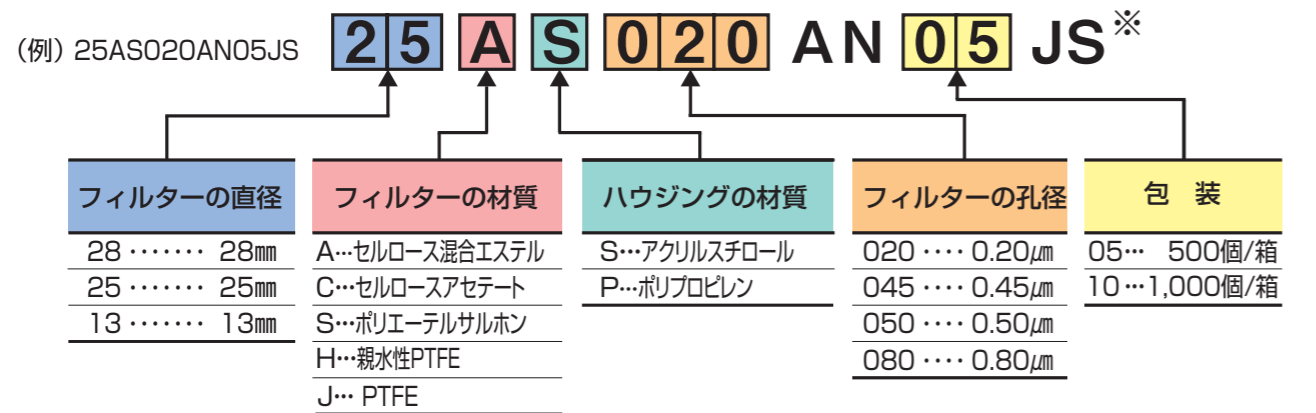 (例) 25AS020AN05JS 25 A S 020 AN 05 JS※
フィルターの直径
28 ······· 28㎜
25 ······· 25㎜
13 ······· 13㎜
フィルターの材質
A…セルロース混合エステル
C…セルロースアセテート
S…ポリエーテルサルホン
H…親水性PTFE
J… PTFE
ハウジングの材質
S…アクリルスチロール
P…ポリプロピレン
フィルターの孔径
020 ···· 0.20㎛
045 ···· 0.45㎛
050 ···· 0.50㎛
080 ···· 0.80㎛
包 装
05… 500個/箱
10…1,000個/箱